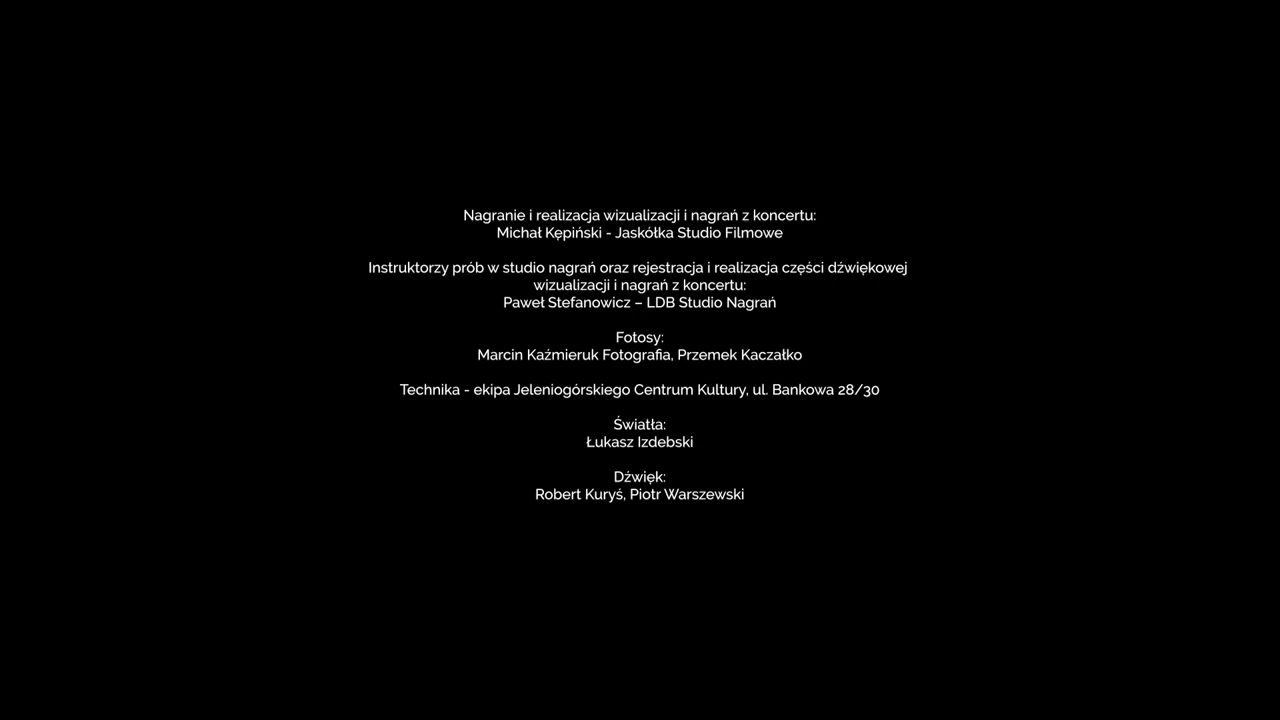 Nagranie i realizacja wizualizacji i nagrań z koncertu:
Michał Kępiński - Jaskółka Studio Filmowe
Instruktorzy prób w studio nagrań oraz rejestracja i realizacja części dźwiękowej
wizualizacji i nagrań z koncertu:
Paweł Stefanowicz – LDB Studio Nagrań
Fotosy:
Marcin Kaźmieruk Fotografia, Przemek Kaczałko
Technika - ekipa Jeleniogórskiego Centrum Kultury, ul. Bankowa 28/30
Światła:
Łukasz Izdebski
Dźwięk:
Robert Kuryś, Piotr Warszewski